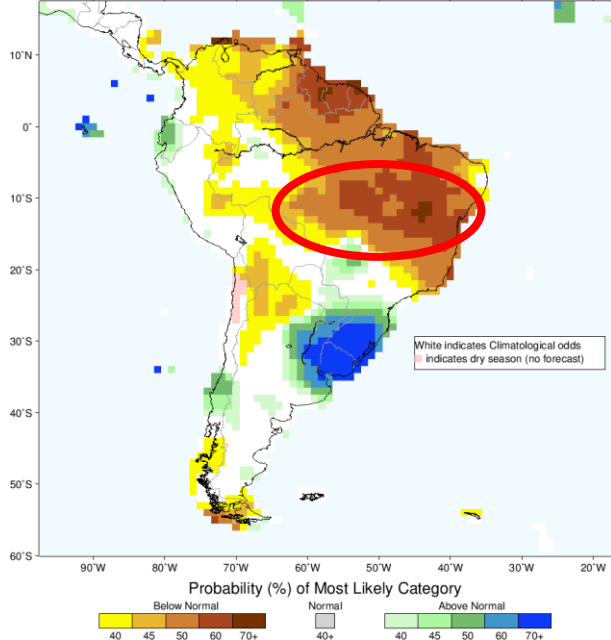 10°N
0°
10°S
20°S
30°S
40°S
50°S
60°S
White indicates Climatological odds
indicates dry season (no forecast)
90°W 80°W 70°W 60°W 50°W 40°W 30°W 20°W
Probability (%) of Most Likely Category
Below Normal Normal Above Normal
40 45 50 60 70+ 40+ 40 45 50 60 70+